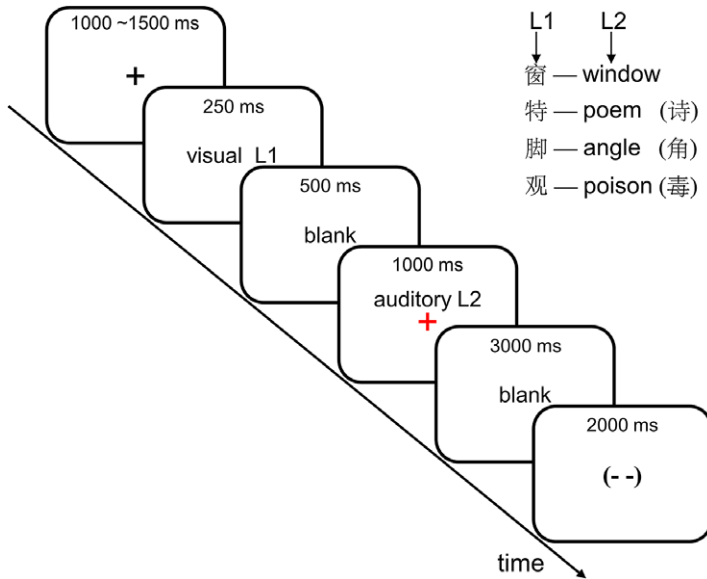 1000 ~1500 ms
+
250 ms
visual L1
500 ms
blank
1000 ms
auditory L2
+
3000 ms
blank
2000 ms
(- -)
time
L1 L2
窗 — window
特 — poem (诗)
脚 — angle (角)
观 — poison (毒)